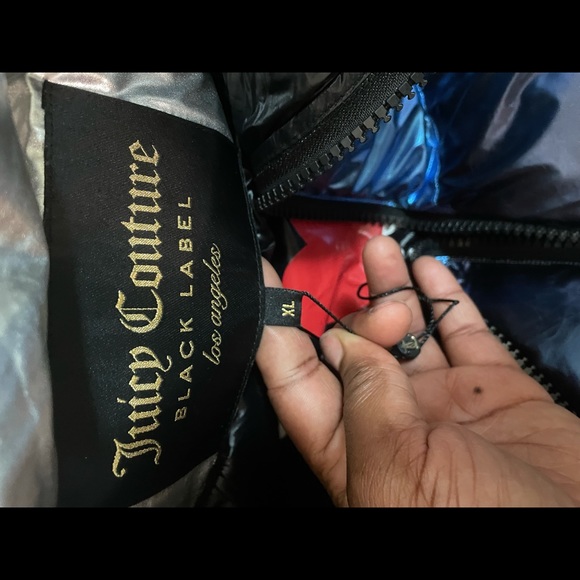 Juicy Couture
BLACK LABEL
los angeles
XL